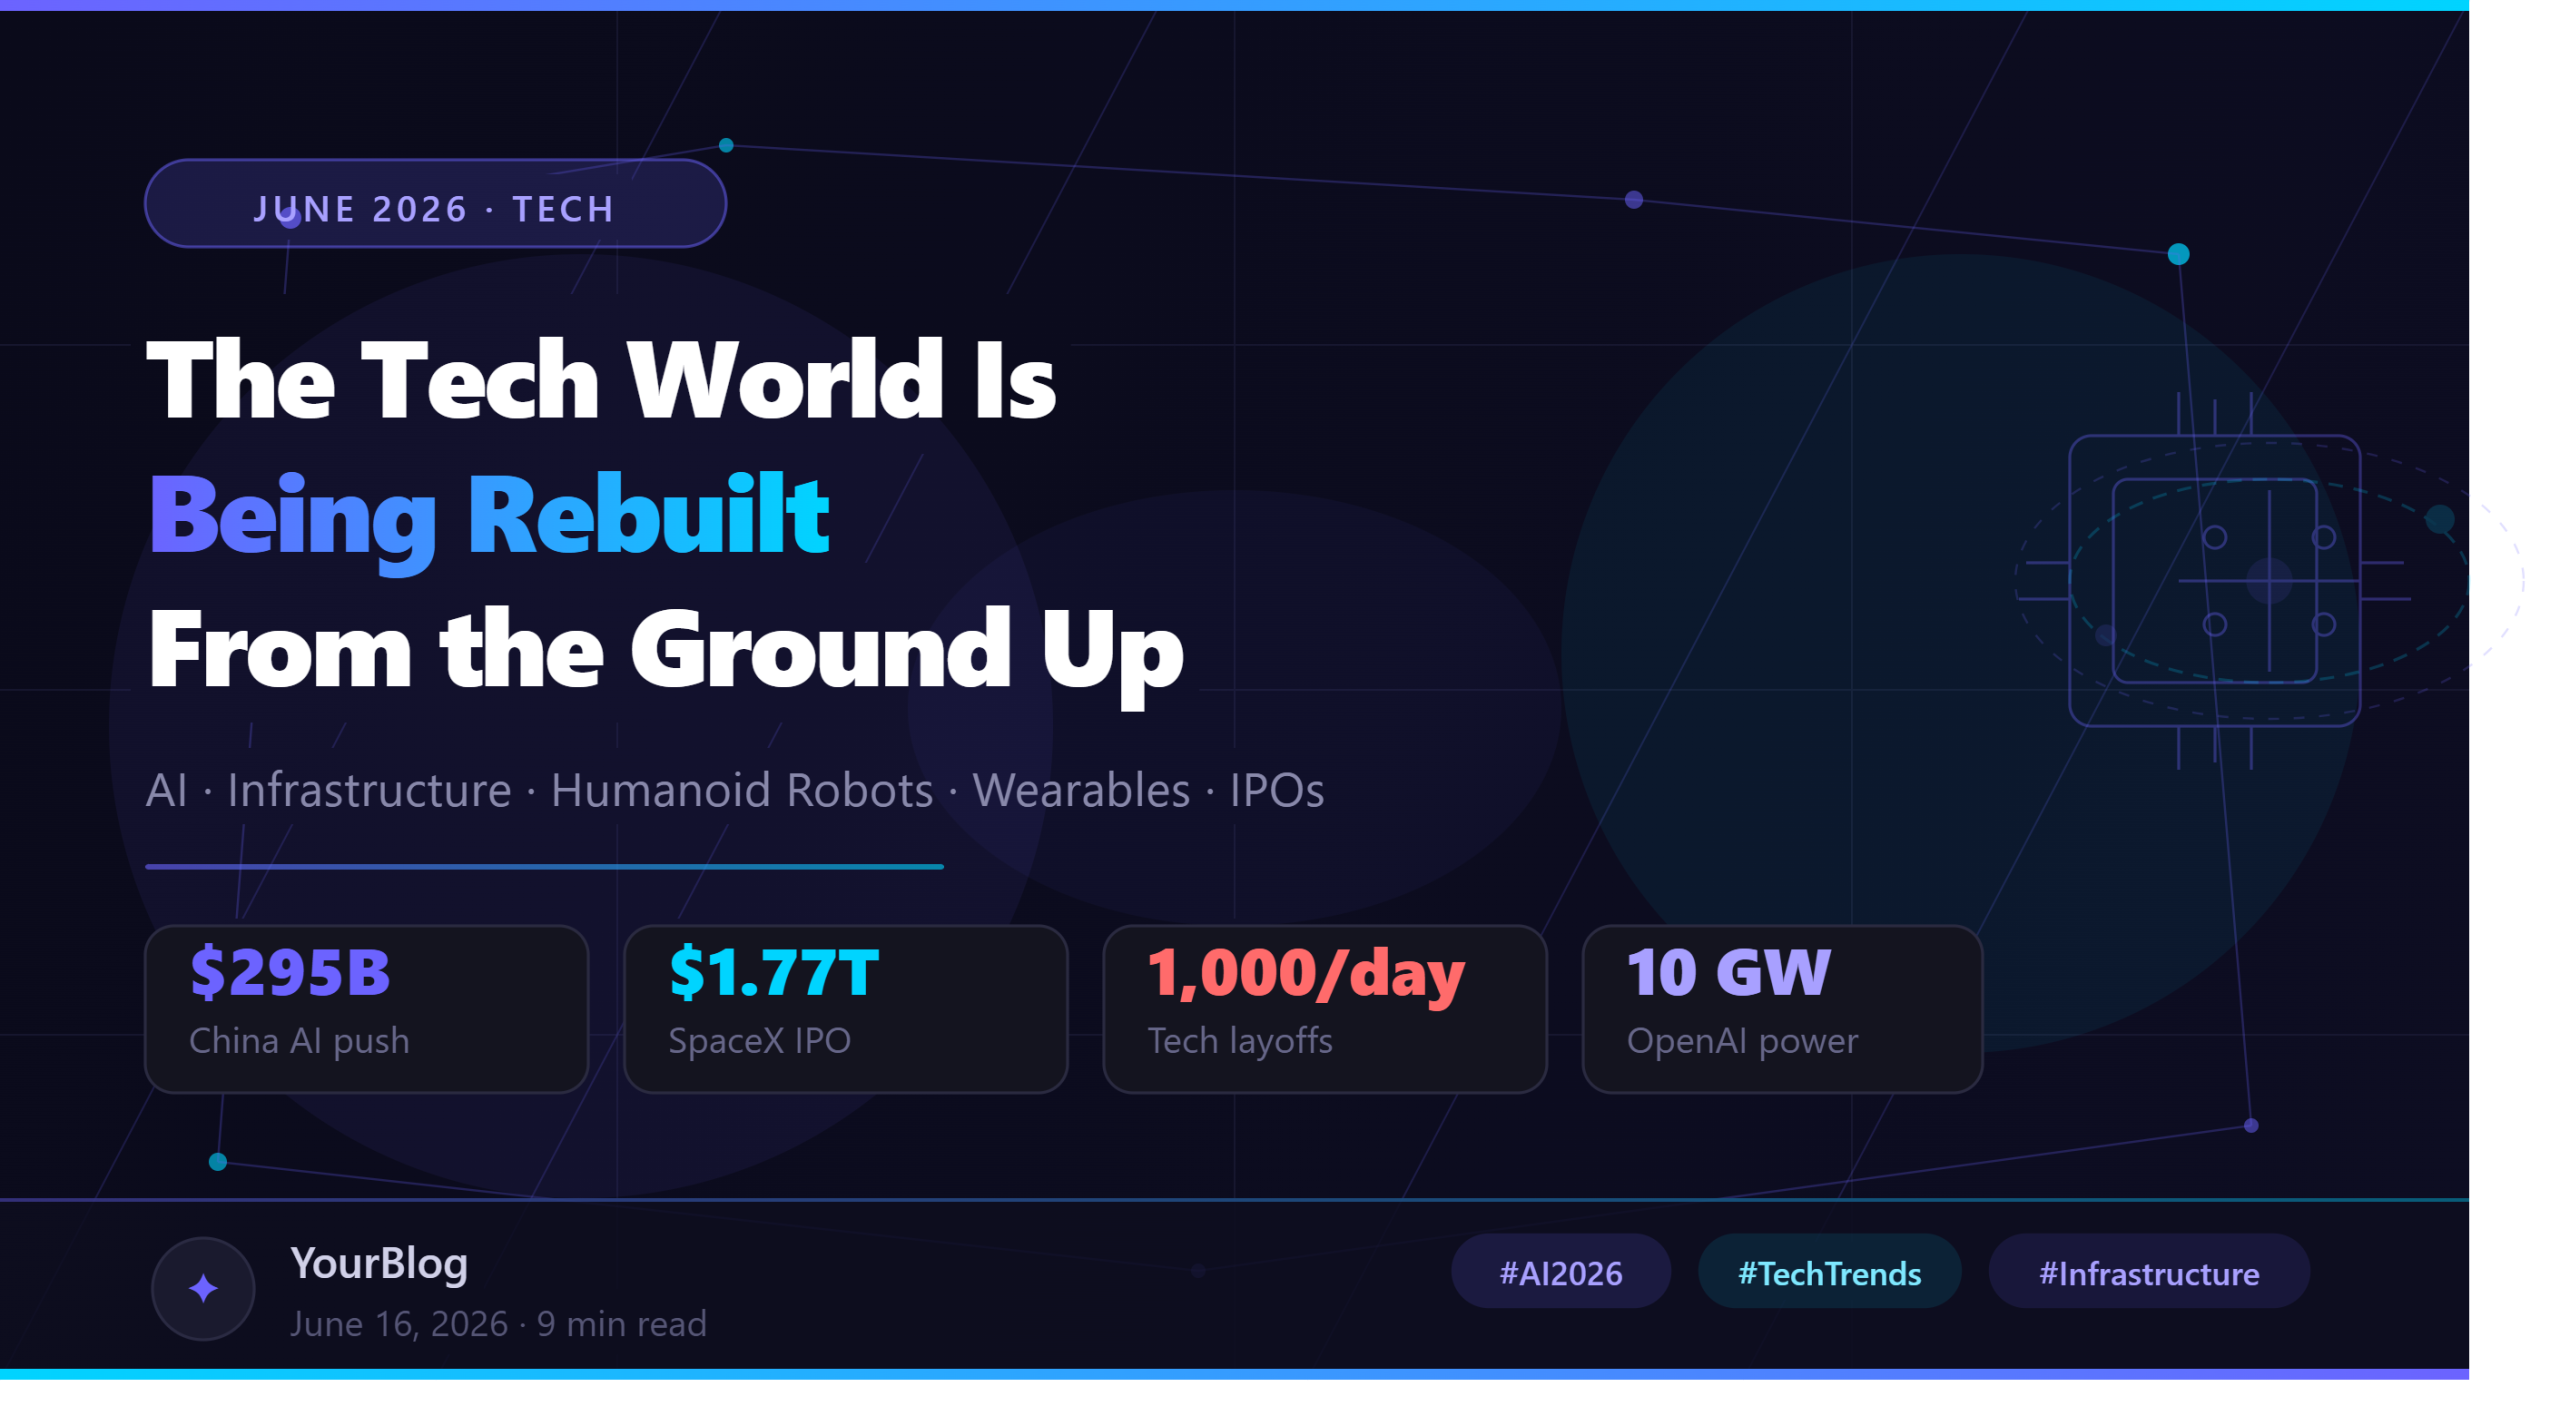 JUNE 2026 · TECH
The Tech World Is
Being Rebuilt
From the Ground Up
AI · Infrastructure · Humanoid Robots · Wearables · IPOs
$295B
China AI push
$1.77T
SpaceX IPO
1,000/day
Tech layoffs
10 GW
OpenAI power
YourBlog
June 16, 2026 · 9 min read
#AI2026
#TechTrends
#Infrastructure